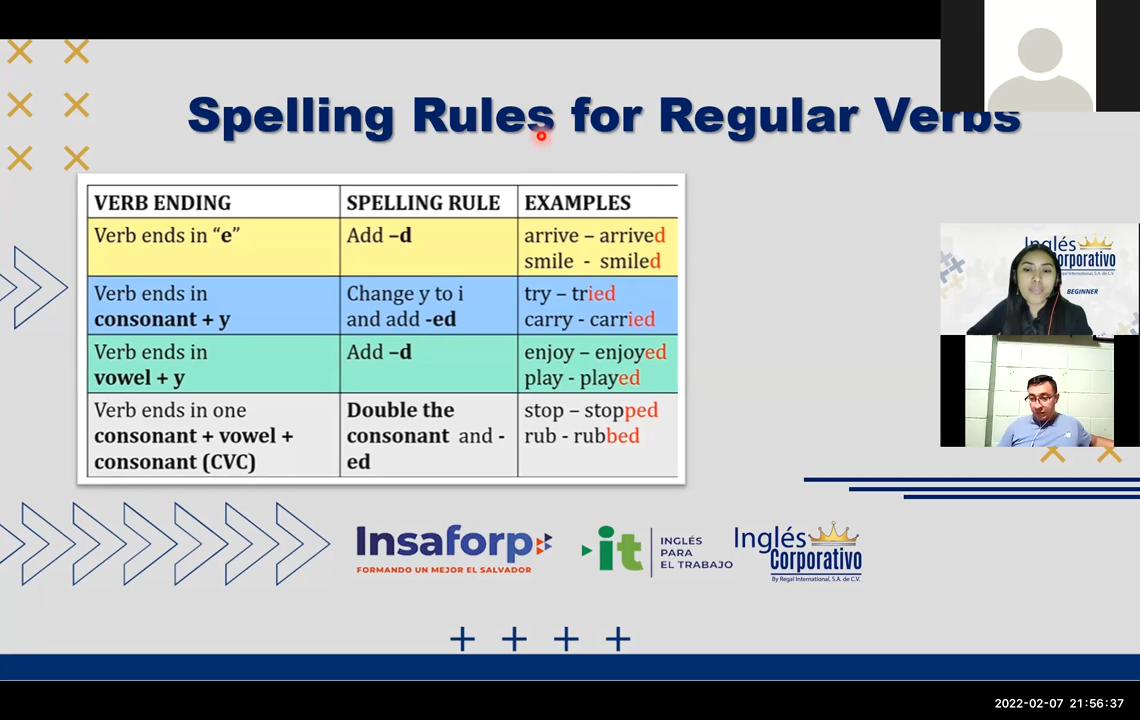 Spelling Rules for Regular Verbs
VERB ENDING SPELLING RULE EXAMPLES
Verb ends in “e” Add –d arrive – arrived
smile - smiled
Verb ends in Change y to i try – tried
consonant + y and add -ed carry - carried
Verb ends in Add –d enjoy – enjoyed
vowel + y play - played
Verb ends in one Double the stop – stopped
consonant + vowel + consonant and - rub - rubbed
consonant (CVC) ed
Inglés
Corporativo
By Regal International, S.A. de C.V.
BEGINNER
Insaforp
FORMANDO UN MEJOR EL SALVADOR
it
INGLÉS
PARA
EL TRABAJO
Inglés
Corporativo
By Regal International, S.A. de C.V.
2022-02-07 21:56:37